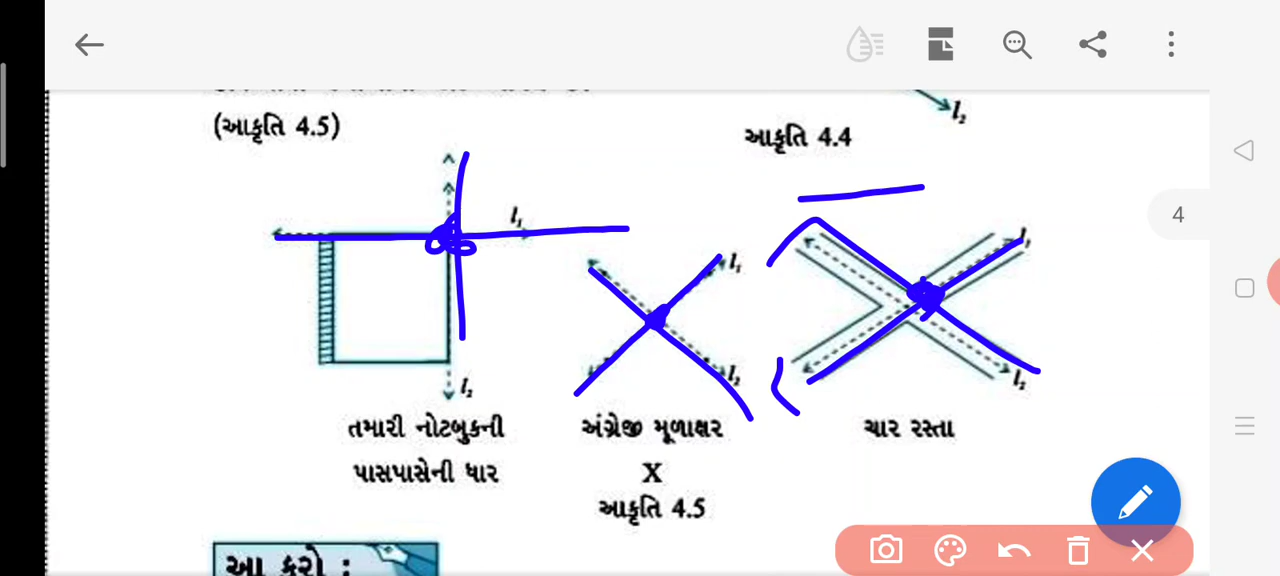 (આકૃતિ 4.5)
l₂
આકૃતિ 4.4
4
l₁
l₁
l₁
l₂
l₂
l₂
તમારી નોટબુકની
પાસપાસેની ધાર
અંગ્રેજી મૂળાક્ષર
X
આકૃતિ 4.5
ચાર રસ્તા
આ કરો :